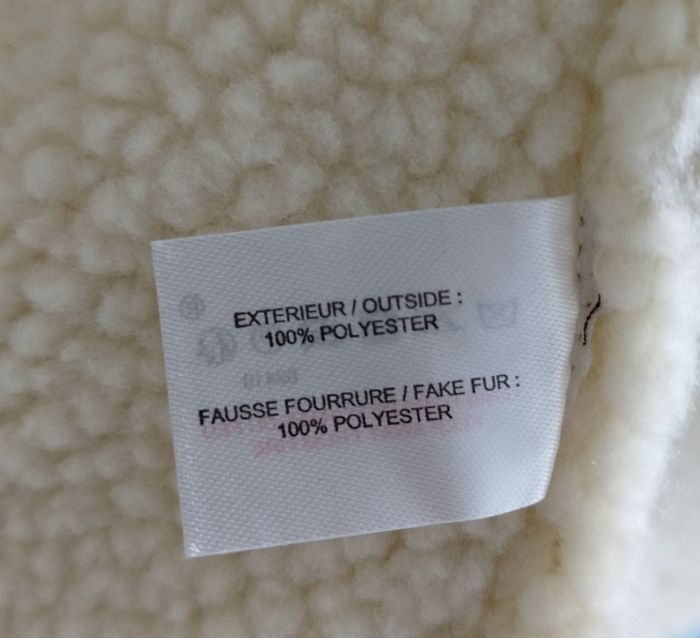 EXTERIEUR / OUTSIDE :
100% POLYESTER
FAUSSE FOURRURE / FAKE FUR :
100% POLYESTER